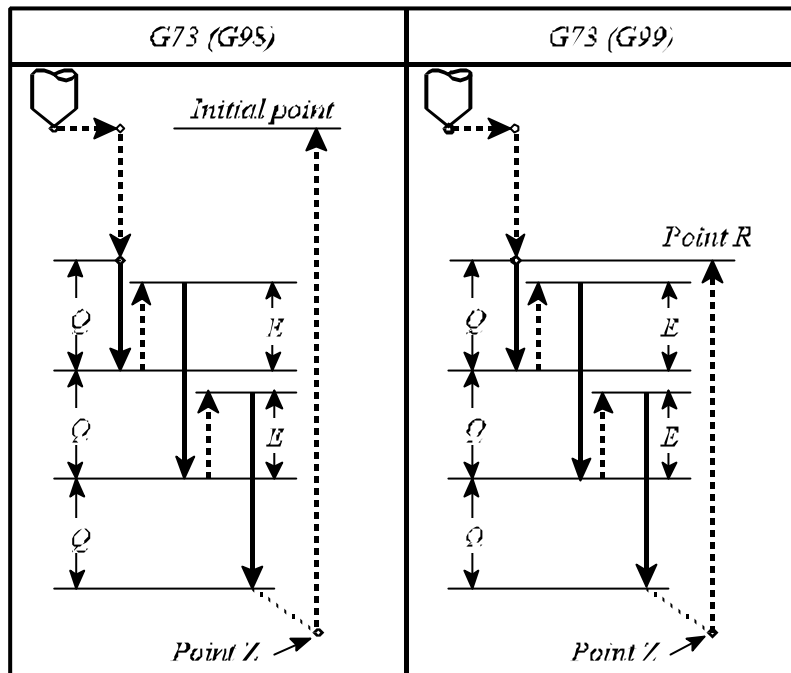 G73 (G98)
G73 (G99)
Initial point
Q
E
Q
E
Q
Point Z
Point R
Q
E
Q
E
Q
Point Z